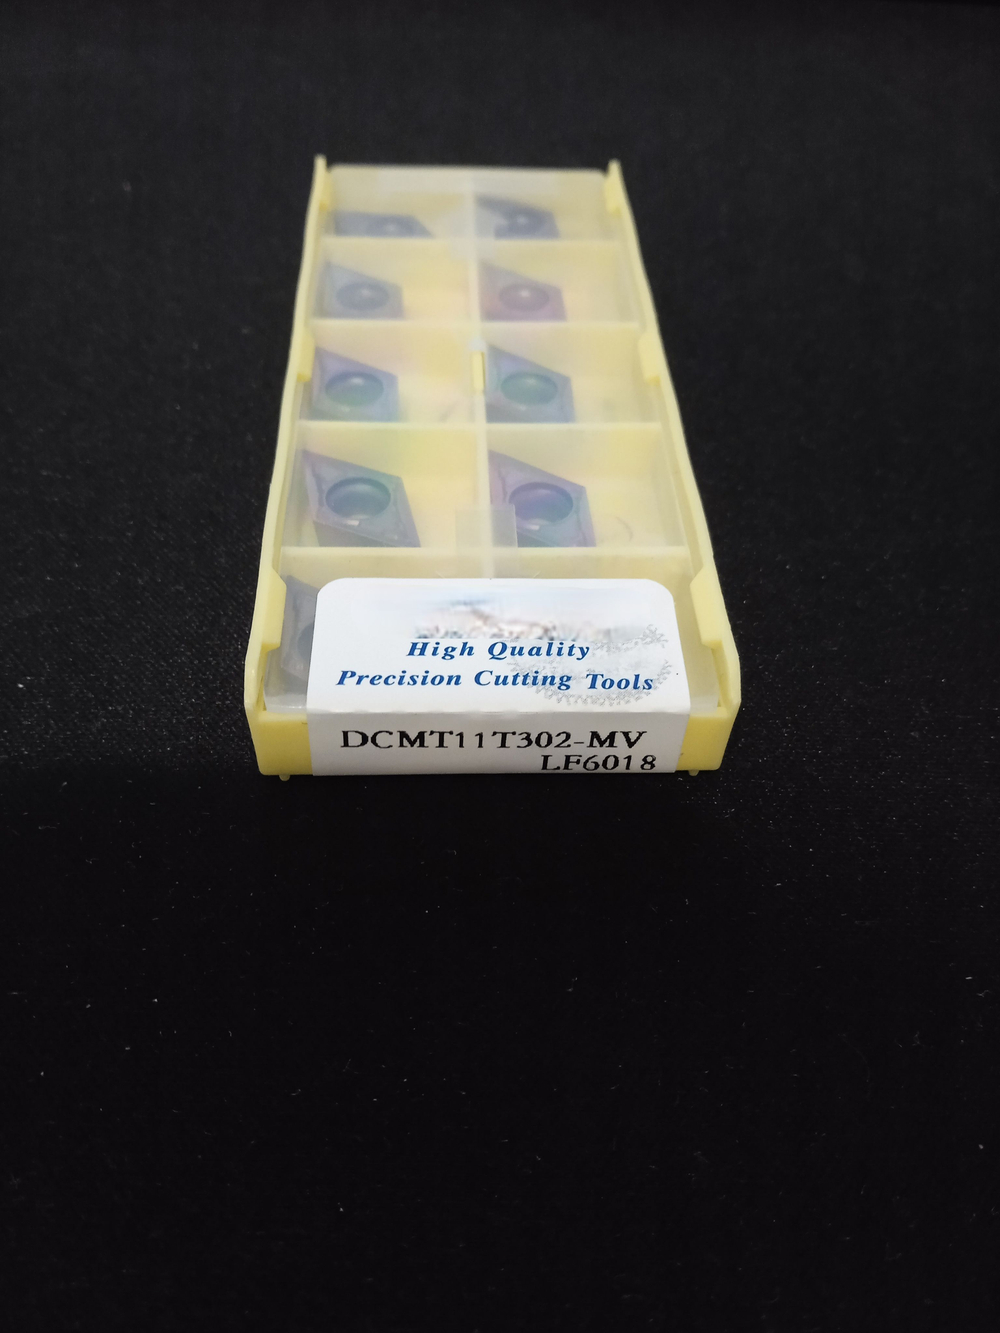 High Quality
Precision Cutting Tools
DCMT11T302-MV
LF6018